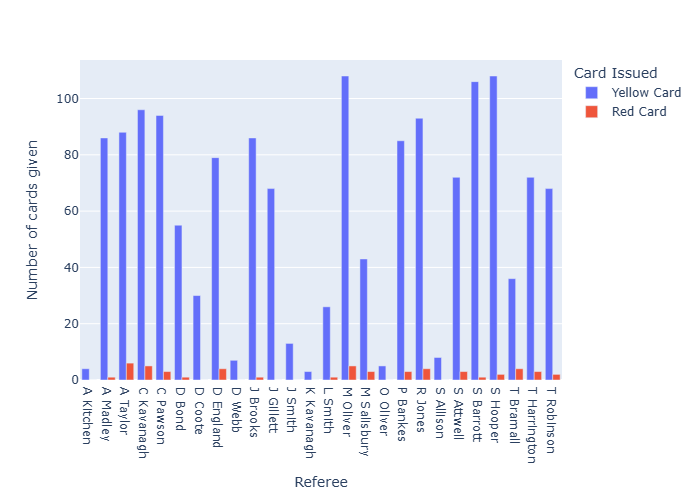 Card Issued
Yellow Card
Red Card
Number of cards given
100
80
60
40
20
0
A Kitchen
A Madley
A Taylor
C Kavanagh
C Pawson
D Bond
D Coote
D England
D Webb
J Brooks
J Gillett
J Smith
K Kavanagh
L Smith
M Oliver
M Salisbury
O Oliver
P Bankes
R Jones
S Allison
S Attwell
S Barrott
S Hooper
T Bramall
T Harrington
T Robinson
Referee